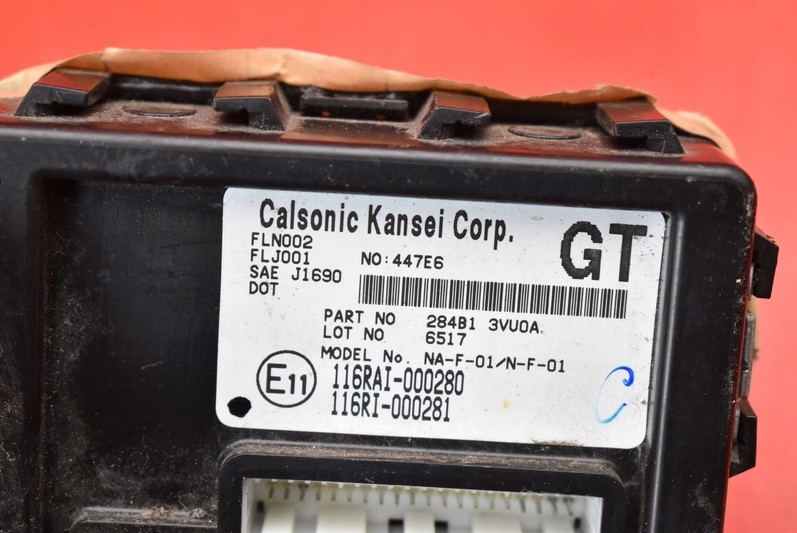 Calsonic Kansei Corp.
GT
FLN002
FLJ001 NO:447E6
SAE J1690
DOT
PART NO 284B1 3VU0A
LOT NO 6517
MODEL No. NA-F-01/N-F-01
E11
116RAI-000280
116RI-000281
C